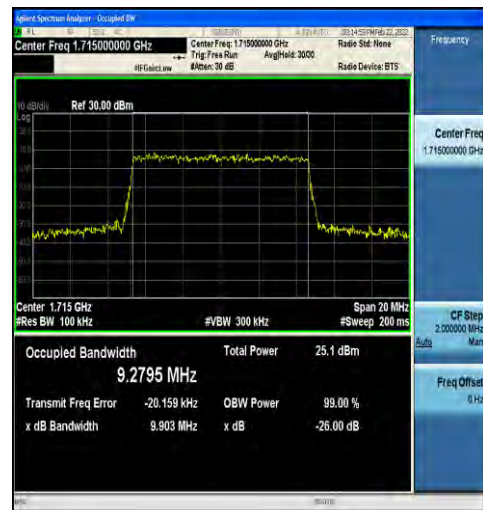 Agilent Spectrum Analyzer - Occupied BW
Center Freq 1.715000000 GHz
Center Freq: 1.715000000 GHz
Radio Std: None
Trig: Free Run Avg|Hold: 30/30
#IFGain:Low
#Atten: 30 dB
Radio Device: BTS
Frequency
10 dB/div
Ref 30.00 dBm
Log
Center Freq
1.715000000 GHz
Center 1.715 GHz
Span 20 MHz
#Res BW 100 kHz
#VBW 300 kHz
#Sweep 200 ms
CF Step
2.000000 MHz
Auto Man
Occupied Bandwidth
Total Power 25.1 dBm
9.2795 MHz
Transmit Freq Error -20.159 kHz OBW Power 99.00 %
x dB Bandwidth 9.903 MHz x dB -26.00 dB
Freq Offset
0 Hz